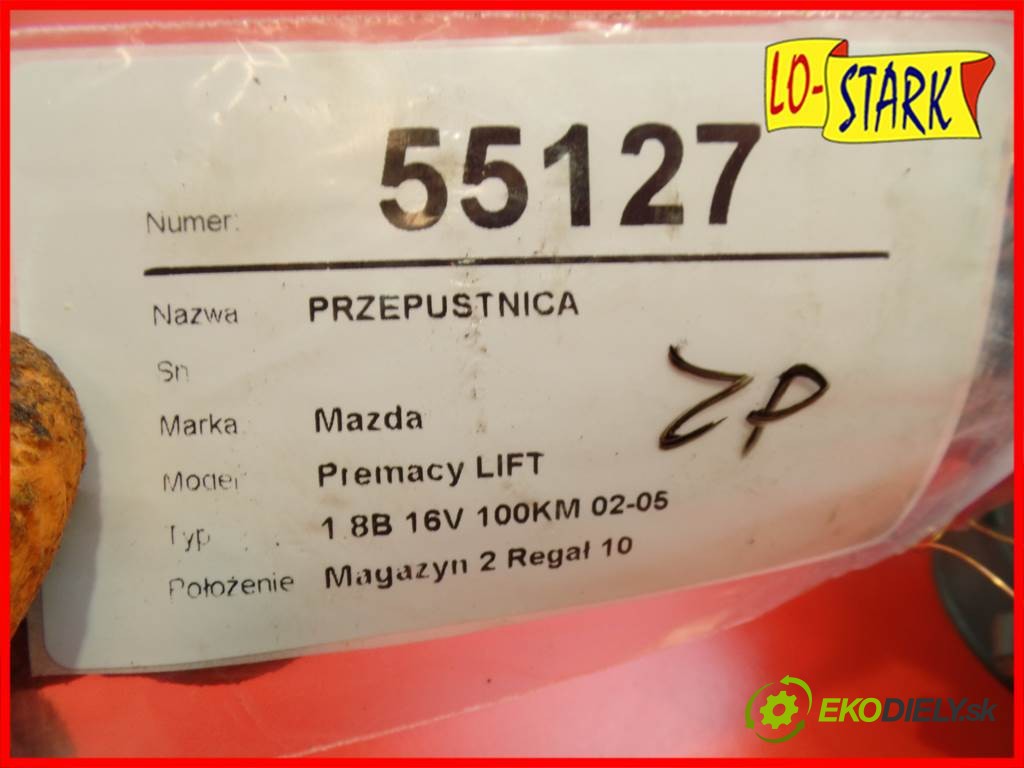 LO-STARK
Numer: 55127
Nazwa PRZEPUSTNICA
Sn
Marka Mazda
Model Premacy LIFT
Typ 1.8B 16V 100KM 02-05
Położenie Magazyn 2 Regał 10
ZP
EKODIELY.sk